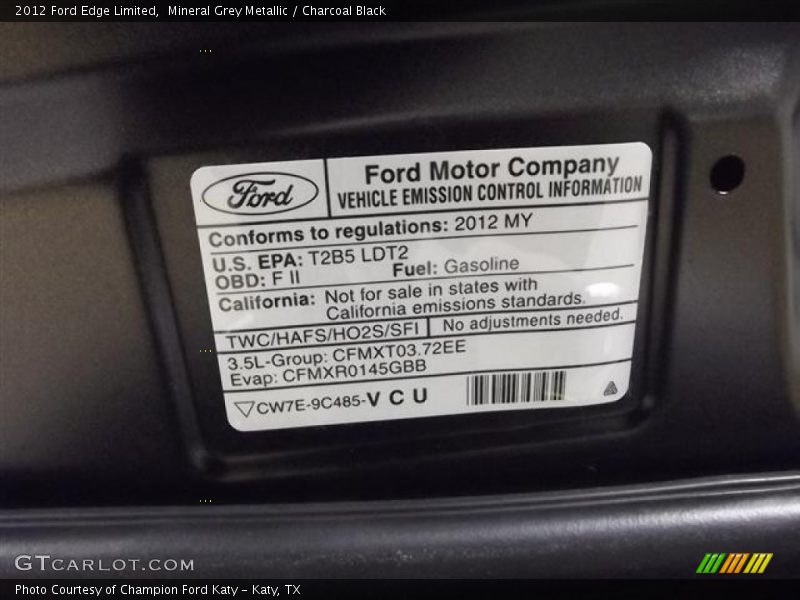 2012 Ford Edge Limited,  Mineral Grey Metallic / Charcoal Black
Ford
Ford Motor Company
VEHICLE EMISSION CONTROL INFORMATION
Conforms to regulations: 2012 MY
U.S. EPA: T2B5 LDT2
OBD: F II Fuel: Gasoline
California: Not for sale in states with
California emissions standards.
TWC/HAFS/HO2S/SFI No adjustments needed.
3.5L-Group: CFMXT03.72EE
Evap: CFMXR0145GBB
CW7E-9C485-V C U
GTCARLOT.COM
Photo Courtesy of Champion Ford Katy – Katy, TX